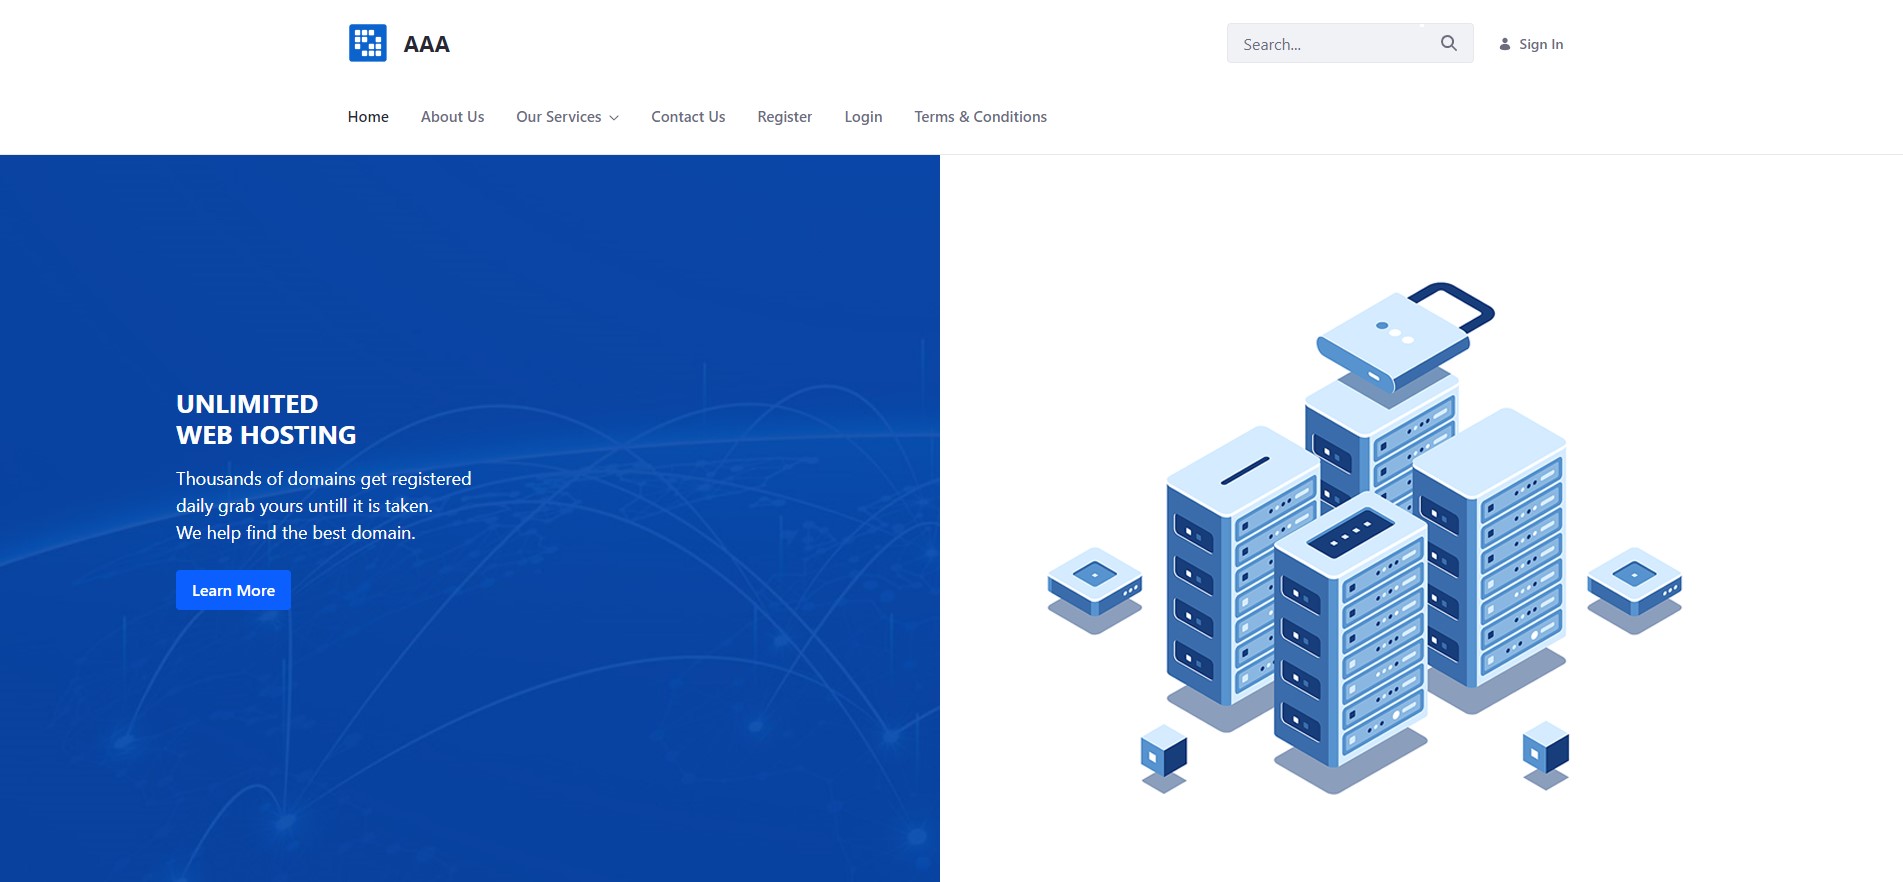 AAA
Search...
Sign In
Home
About Us
Our Services
Contact Us
Register
Login
Terms & Conditions
UNLIMITED
WEB HOSTING
Thousands of domains get registered
daily grab yours untill it is taken.
We help find the best domain.
Learn More